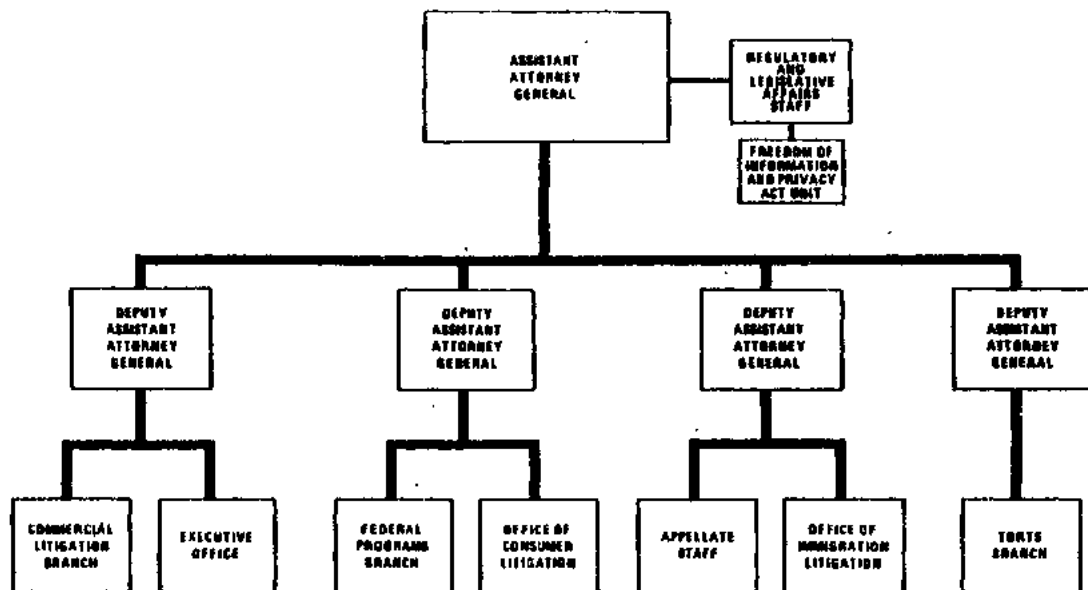 ASSISTANT
ATTORNEY
GENERAL
REGULATORY
AND
LEGISLATIVE
AFFAIRS
STAFF
FREEDOM OF
INFORMATION
AND PRIVACY
ACT UNIT
DEPUTY
ASSISTANT
ATTORNEY
GENERAL
DEPUTY
ASSISTANT
ATTORNEY
GENERAL
DEPUTY
ASSISTANT
ATTORNEY
GENERAL
DEPUTY
ASSISTANT
ATTORNEY
GENERAL
COMMERCIAL
LITIGATION
BRANCH
EXECUTIVE
OFFICE
FEDERAL
PROGRAMS
BRANCH
OFFICE OF
CONSUMER
LITIGATION
APPELLATE
STAFF
OFFICE OF
IMMIGRATION
LITIGATION
TORTS
BRANCH